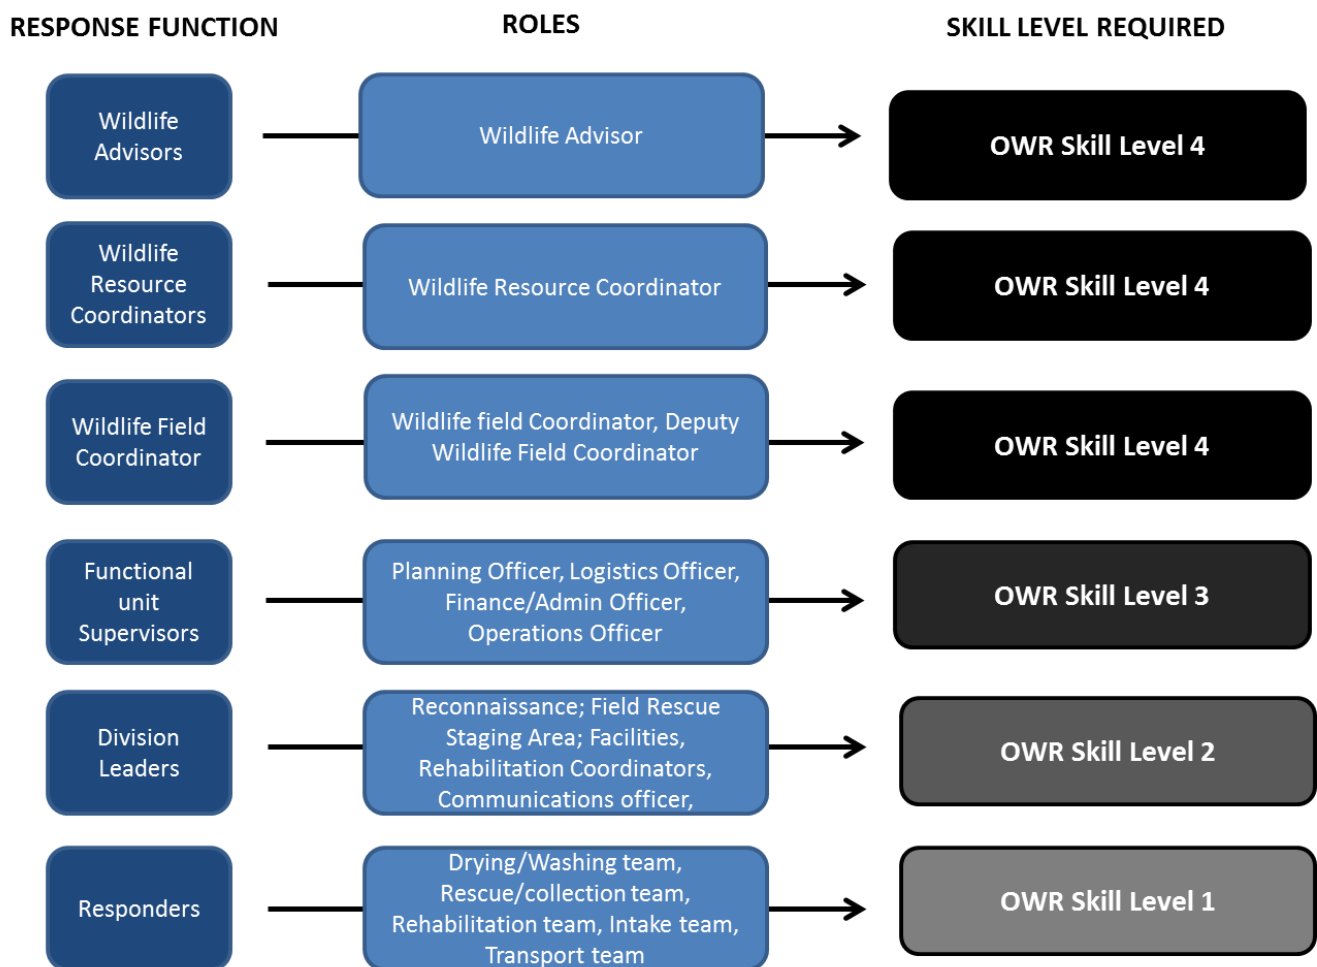 RESPONSE FUNCTION
ROLES
SKILL LEVEL REQUIRED
Wildlife
Advisors
Wildlife Advisor
OWR Skill Level 4
Wildlife
Resource
Coordinators
Wildlife Resource Coordinator
OWR Skill Level 4
Wildlife Field
Coordinator
Wildlife field Coordinator, Deputy
Wildlife Field Coordinator
OWR Skill Level 4
Functional
unit
Supervisors
Planning Officer, Logistics Officer,
Finance/Admin Officer,
Operations Officer
OWR Skill Level 3
Division
Leaders
Reconnaissance; Field Rescue
Staging Area; Facilities,
Rehabilitation Coordinators,
Communications officer,
OWR Skill Level 2
Responders
Drying/Washing team,
Rescue/collection team,
Rehabilitation team, Intake team,
Transport team
OWR Skill Level 1